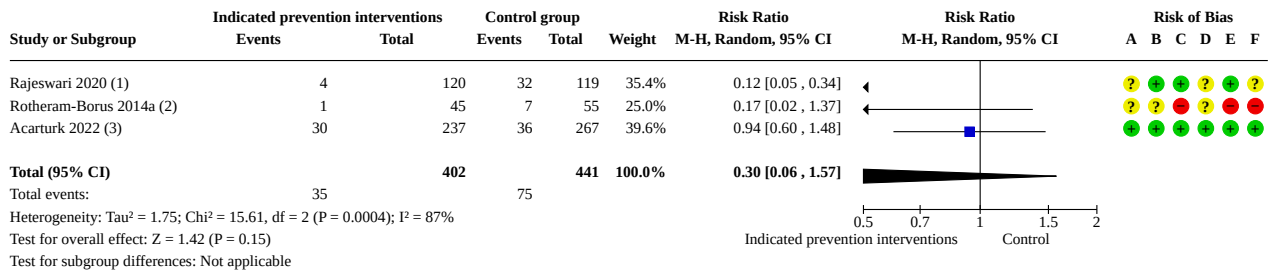 Indicated prevention interventions Control group Risk Ratio Risk Ratio Risk of Bias
Study or Subgroup Events Total Events Total Weight M-H, Random, 95% CI M-H, Random, 95% CI A B C D E F
Rajeswari 2020 (1) 4 120 32 119 35.4% 0.12 [0.05 , 0.34] ? + + ? + ?
Rotheram-Borus 2014a (2) 1 45 7 55 25.0% 0.17 [0.02 , 1.37] ? ? − ? − −
Acarturk 2022 (3) 30 237 36 267 39.6% 0.94 [0.60 , 1.48] + + + + + +
Total (95% CI) 402 441 100.0% 0.30 [0.06 , 1.57]
Total events: 35 75
Heterogeneity: Tau² = 1.75; Chi² = 15.61, df = 2 (P = 0.0004); I² = 87%
0.5 0.7 1 1.5 2
Test for overall effect: Z = 1.42 (P = 0.15)
Indicated prevention interventions Control
Test for subgroup differences: Not applicable